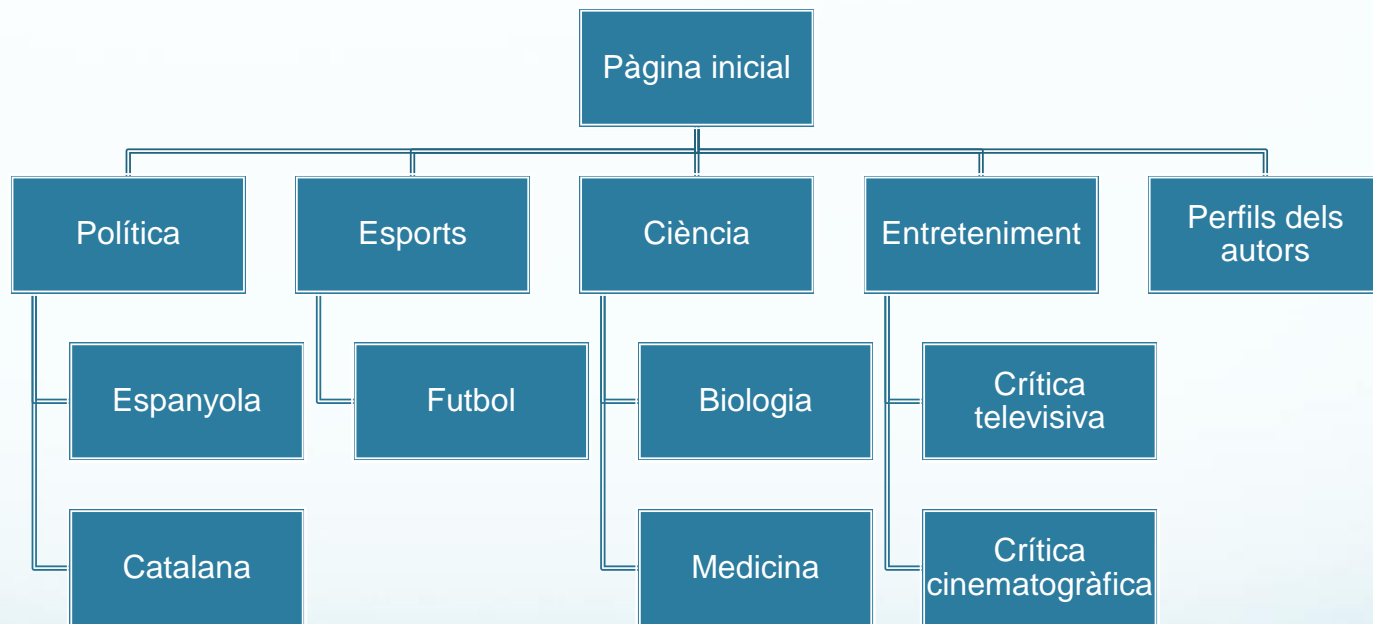 Pàgina inicial
Política
Esports
Ciència
Entreteniment
Perfils dels
autors
Espanyola
Futbol
Biologia
Crítica
televisiva
Catalana
Medicina
Crítica
cinematogràfica